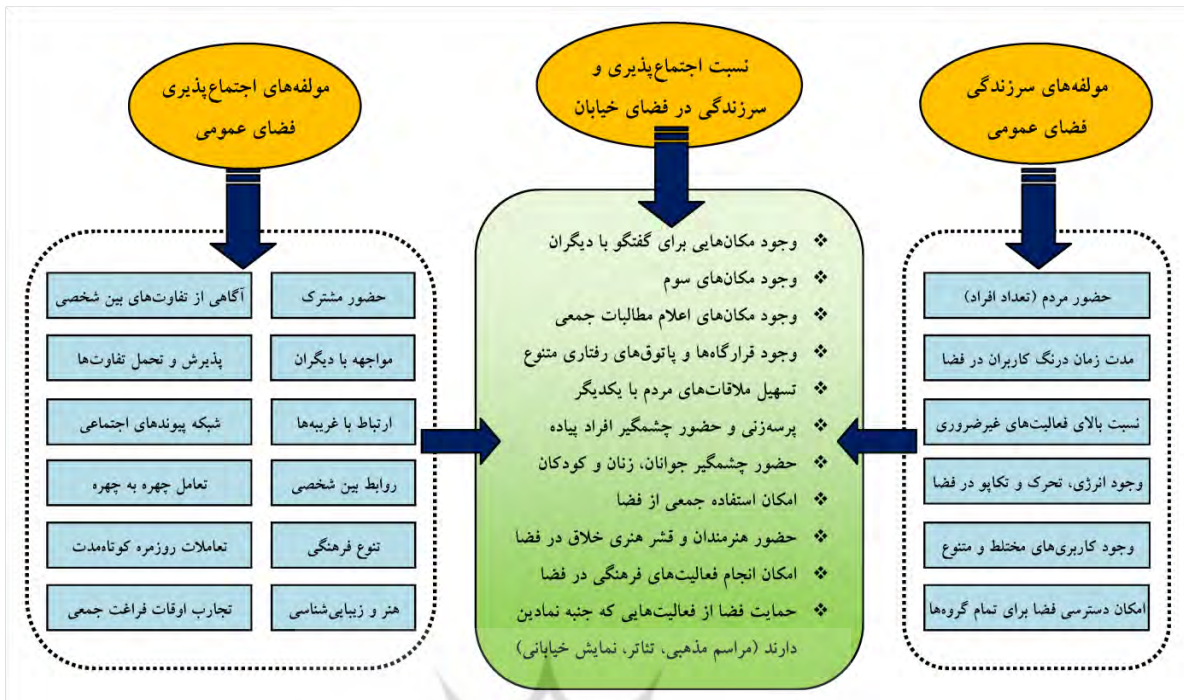 مولفه‌های سرزندگی
فضای عمومی
حضور مردم (تعداد افراد)
مدت زمان درنگ کاربران در فضا
نسبت بالای فعالیت‌های غیرضروری
وجود انرژی، تحرک و تکاپو در فضا
وجود کاربری‌های مختلط و متنوع
امکان دسترسی فضا برای تمام گروه‌ها
نسبت اجتماع‌پذیری و
سرزندگی در فضای خیابان
❖ وجود مکان‌هایی برای گفتگو با دیگران
❖ وجود مکان‌های سوم
❖ وجود مکان‌های اعلام مطالبات جمعی
❖ وجود قرارگاه‌ها و پاتوق‌های رفتاری متنوع
❖ تسهیل ملاقات‌های مردم با یکدیگر
❖ پرسه‌زنی و حضور چشمگیر افراد پیاده
❖ حضور چشمگیر جوانان، زنان و کودکان
❖ امکان استفاده جمعی از فضا
❖ حضور هنرمندان و قشر هنری خلاق در فضا
❖ امکان انجام فعالیت‌های فرهنگی در فضا
❖ حمایت فضا از فعالیت‌هایی که جنبه نمادین
دارند (مراسم مذهبی، تئاتر، نمایش خیابانی)
مولفه‌های اجتماع‌پذیری
فضای عمومی
حضور مشترک
آگاهی از تفاوت‌های بین شخصی
مواجهه با دیگران
پذیرش و تحمل تفاوت‌ها
ارتباط با غریبه‌ها
شبکه پیوندهای اجتماعی
روابط بین شخصی
تعامل چهره به چهره
تنوع فرهنگی
تعاملات روزمره کوتاه‌مدت
هنر و زیبایی‌شناسی
تجارب اوقات فراغت جمعی